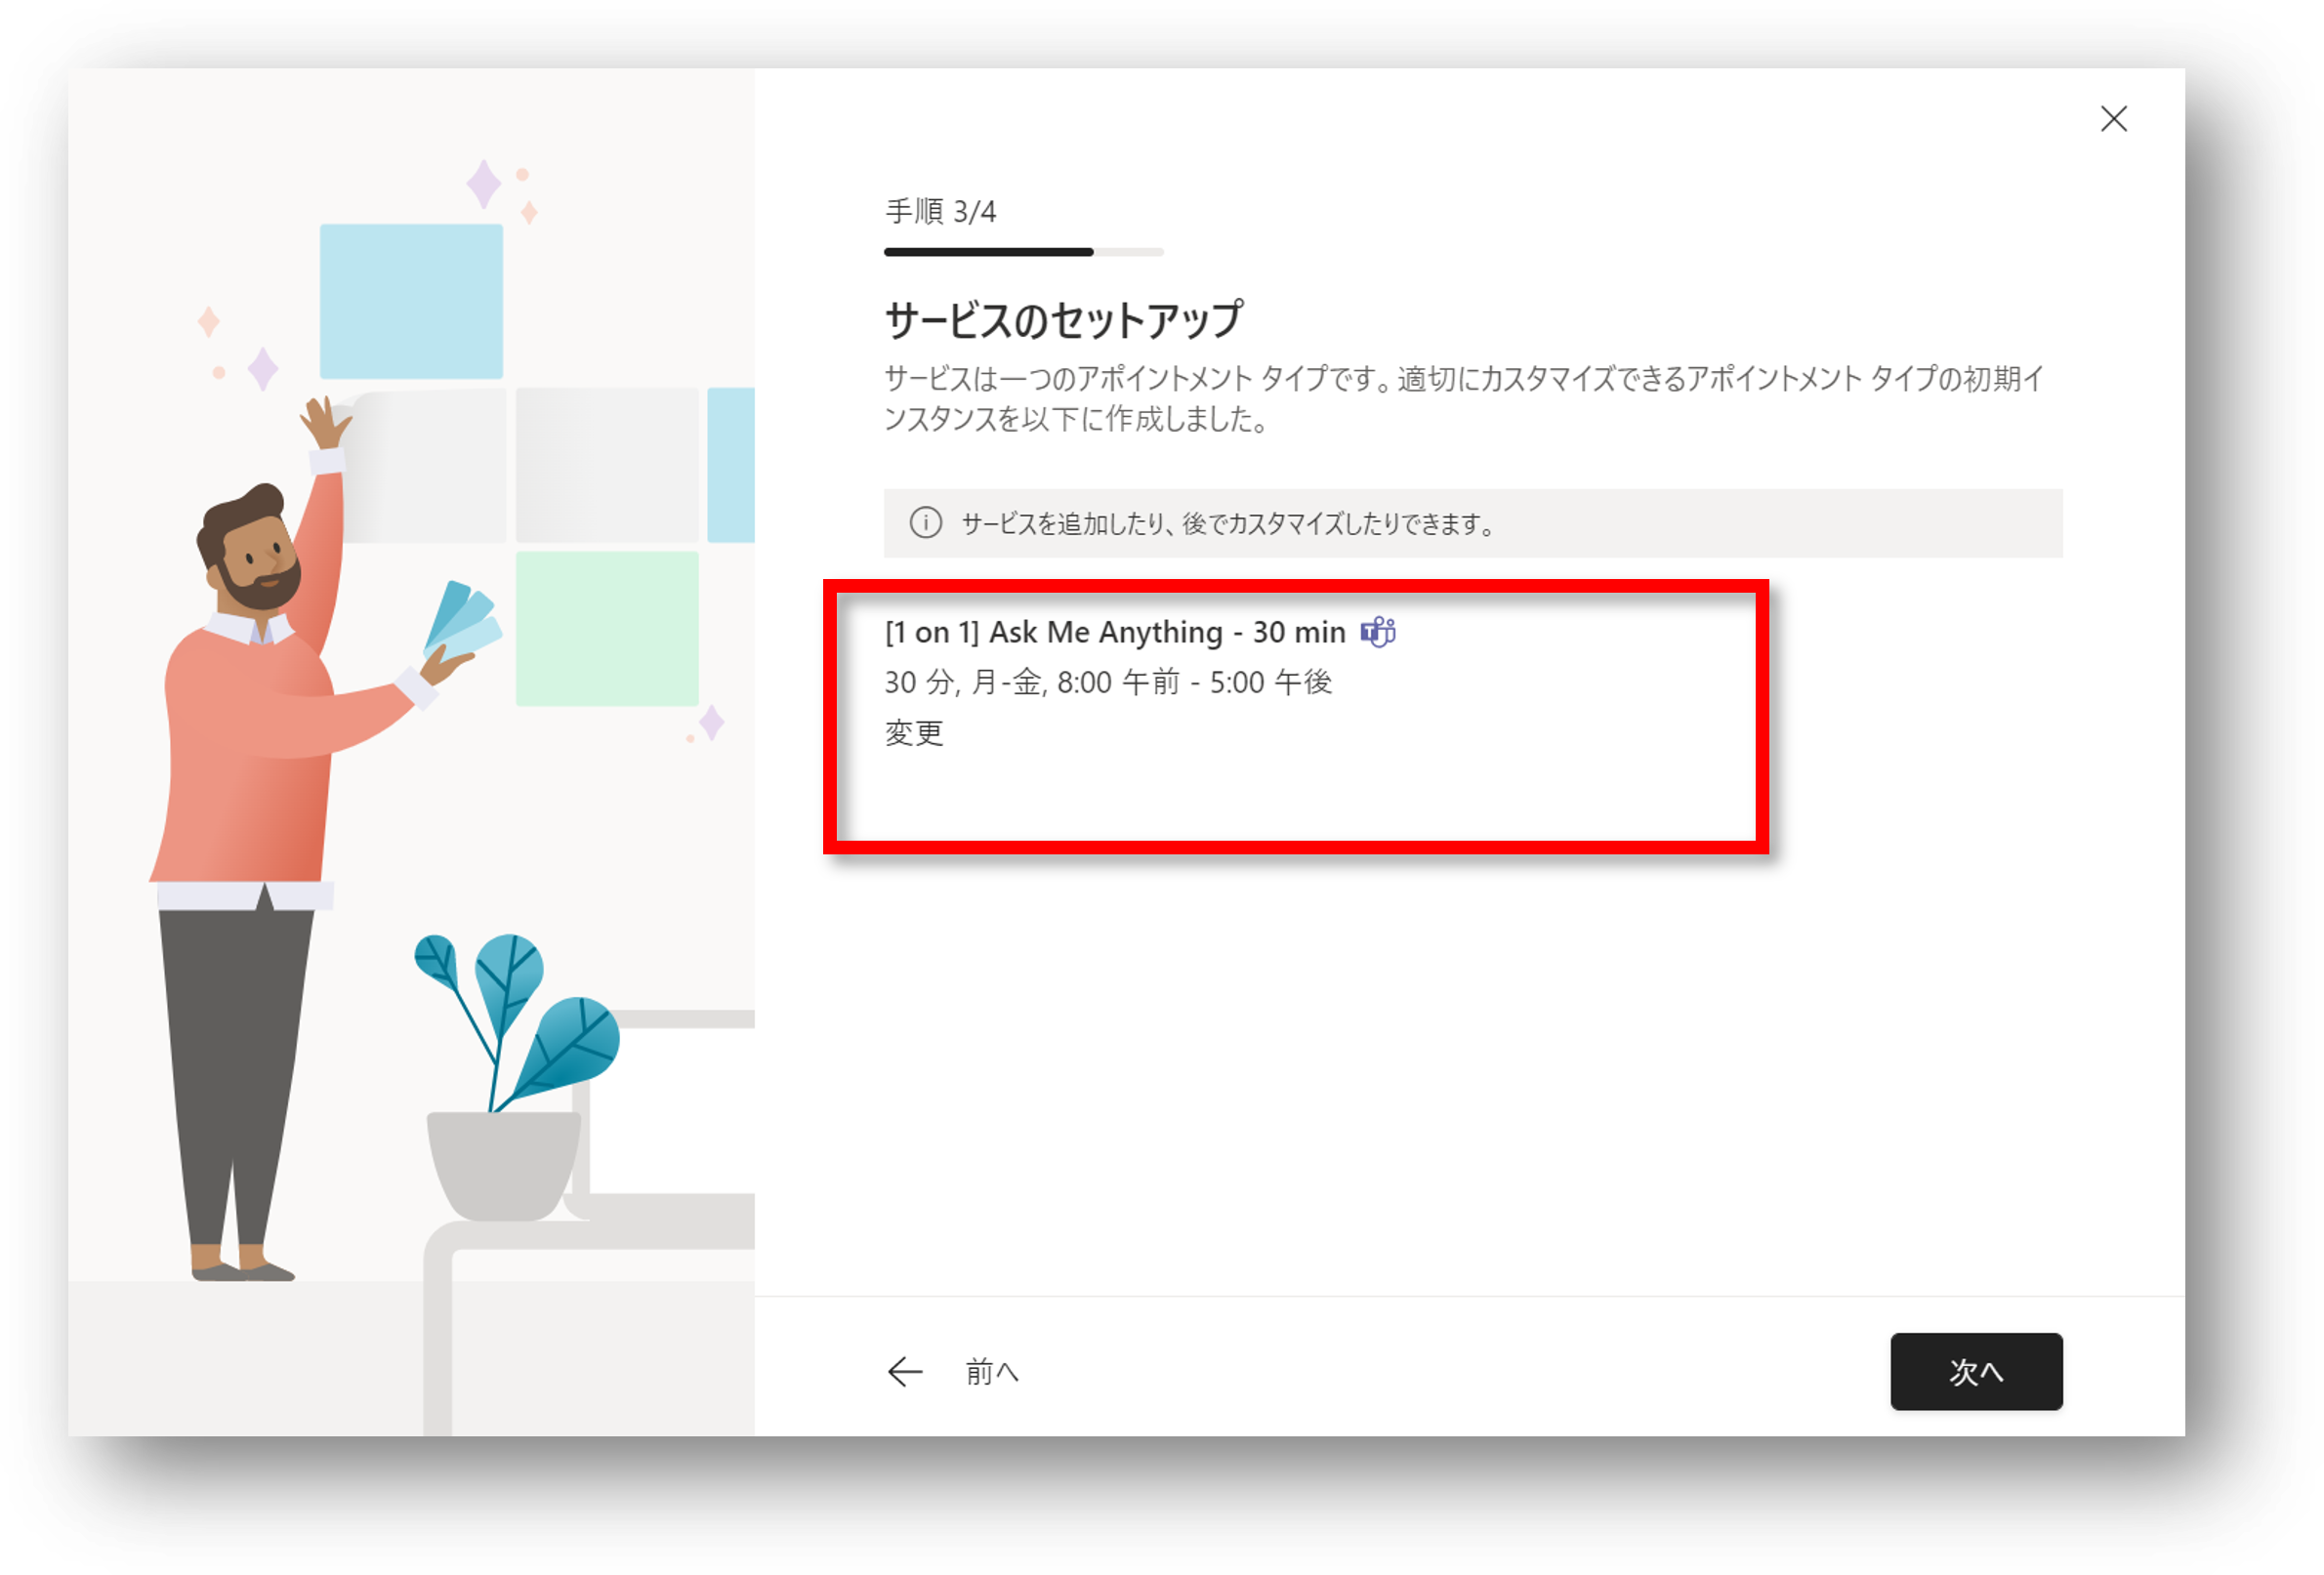 手順 3/4
サービスのセットアップ
サービスは一つのアポイントメント タイプです。適切にカスタマイズできるアポイントメント タイプの初期イ
ンスタンスを以下に作成しました。
サービスを追加したり、後でカスタマイズしたりできます。
[1 on 1] Ask Me Anything - 30 min
30 分, 月-金, 8:00 午前 - 5:00 午後
変更
前へ
次へ